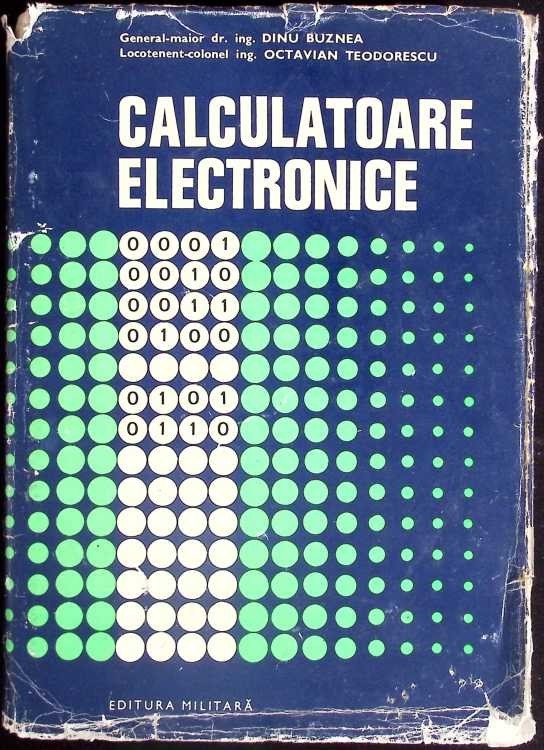 General-maior dr. ing. DINU BUZNEA
Locotenent-colonel ing. OCTAVIAN TEODORESCU
CALCULATOARE
ELECTRONICE
0001
0010
0011
0100
0101
0110
EDITURA MILITARĂ